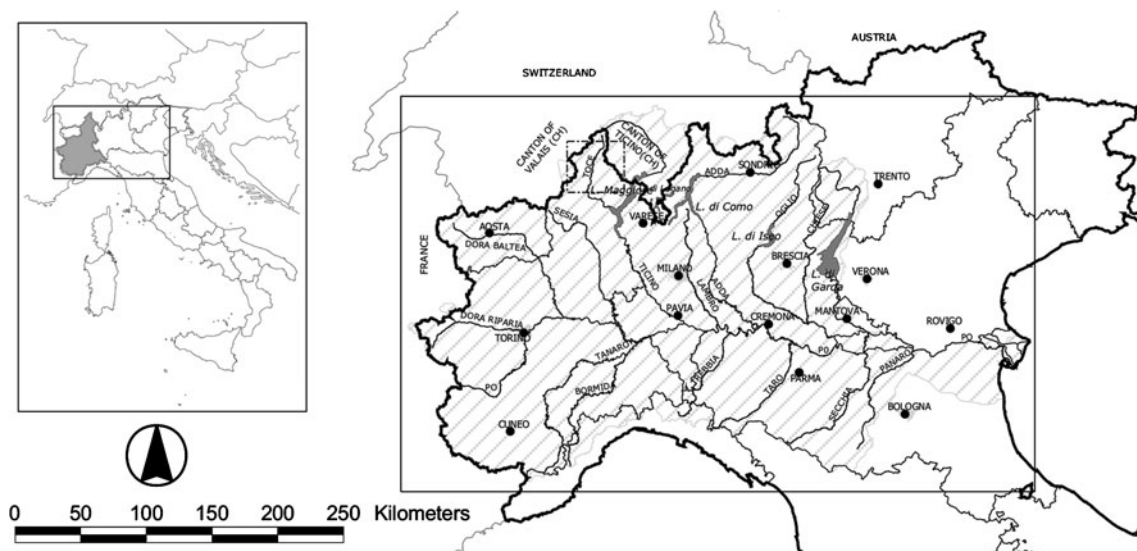 AUSTRIA
SWITZERLAND
CANTON OF
VALAIS (CH)
CANTON OF
TICINO(CH)
TOCE
L. Maggiore
ADDA
SONDRIO
TRENTO
L. di Como
OGLIO
CHIESE
VARESE
L. di Iseo
SESIA
AOSTA
DORA BALTEA
FRANCE
BRESCIA
MILANO
TICINO
LAMBRO
ADDA
L. di
Garda
VERONA
PAVIA
CREMONA
MANTOVA
ROVIGO
PO
DORA RIPARIA
TORINO
TANARO
PO
PANARO
TREBBIA
TARO
PARMA
PO
BORMIDA
SECCHIA
BOLOGNA
CUNEO
0 50 100 150 200 250 Kilometers